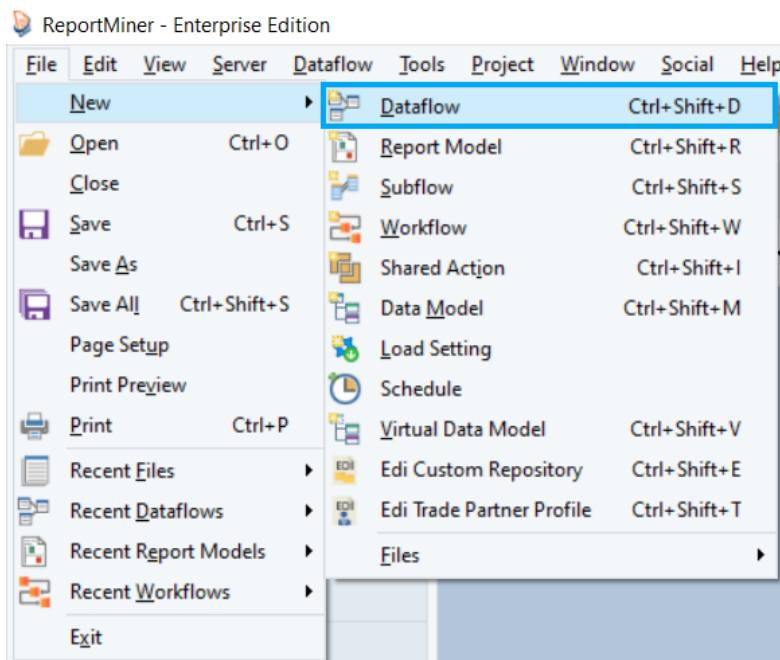 ReportMiner - Enterprise Edition
File Edit View Server Dataflow Tools Project Window Social Help
New
Open Ctrl+O
Close
Save Ctrl+S
Save As
Save All Ctrl+Shift+S
Page Setup
Print Preview
Print Ctrl+P
Recent Files
Recent Dataflows
Recent Report Models
Recent Workflows
Exit
Dataflow Ctrl+Shift+D
Report Model Ctrl+Shift+R
Subflow Ctrl+Shift+S
Workflow Ctrl+Shift+W
Shared Action Ctrl+Shift+I
Data Model Ctrl+Shift+M
Load Setting
Schedule
Virtual Data Model Ctrl+Shift+V
Edi Custom Repository Ctrl+Shift+E
Edi Trade Partner Profile Ctrl+Shift+T
Files